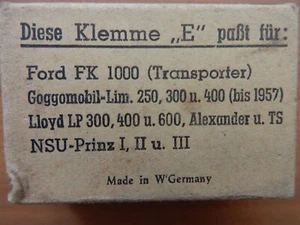 Diese Klemme „E" paßt für:
Ford FK 1000 (Transporter)
Goggomobil-Lim. 250, 300 u. 400 (bis 1957)
Lloyd LP 300, 400 u. 600, Alexander u. TS
NSU-Prinz I, II u. III
Made in W'Germany